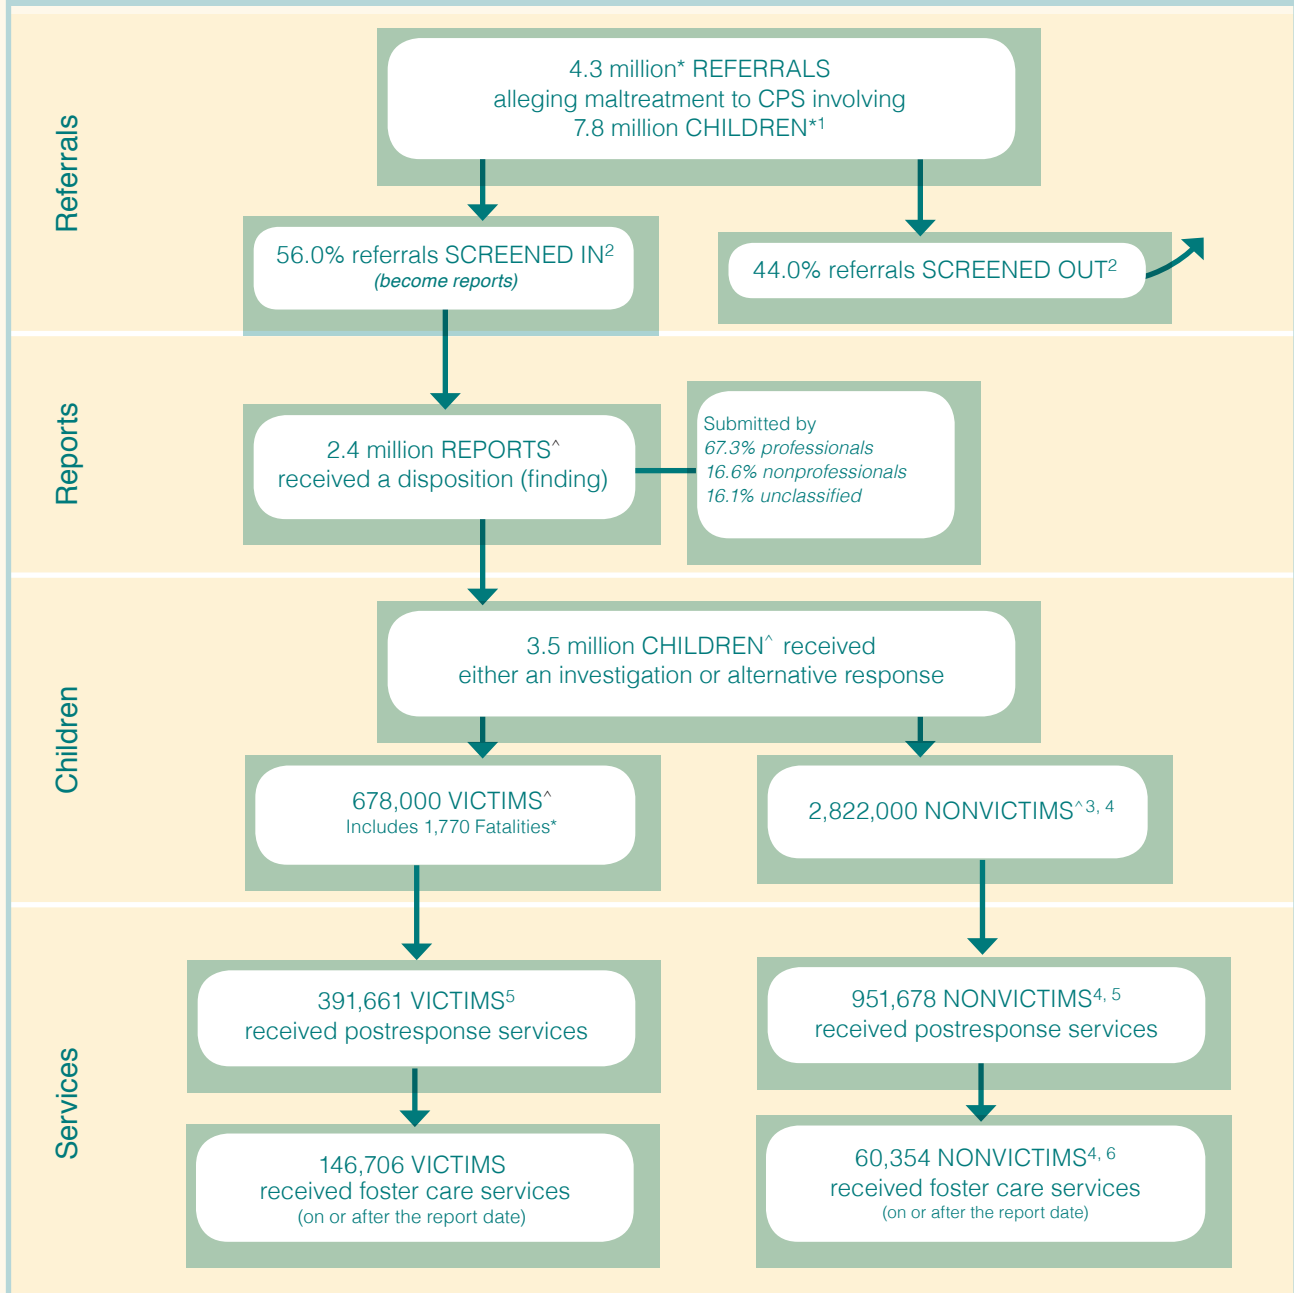 Referrals
4.3 million* REFERRALS
alleging maltreatment to CPS involving
7.8 million CHILDREN*1
56.0% referrals SCREENED IN2
(become reports)
44.0% referrals SCREENED OUT2
Reports
2.4 million REPORTS^
received a disposition (finding)
Submitted by
67.3% professionals
16.6% nonprofessionals
16.1% unclassified
Children
3.5 million CHILDREN^ received
either an investigation or alternative response
678,000 VICTIMS^
Includes 1,770 Fatalities*
2,822,000 NONVICTIMS^3, 4
Services
391,661 VICTIMS5
received postresponse services
951,678 NONVICTIMS4, 5
received postresponse services
146,706 VICTIMS
received foster care services
(on or after the report date)
60,354 NONVICTIMS4, 6
received foster care services
(on or after the report date)